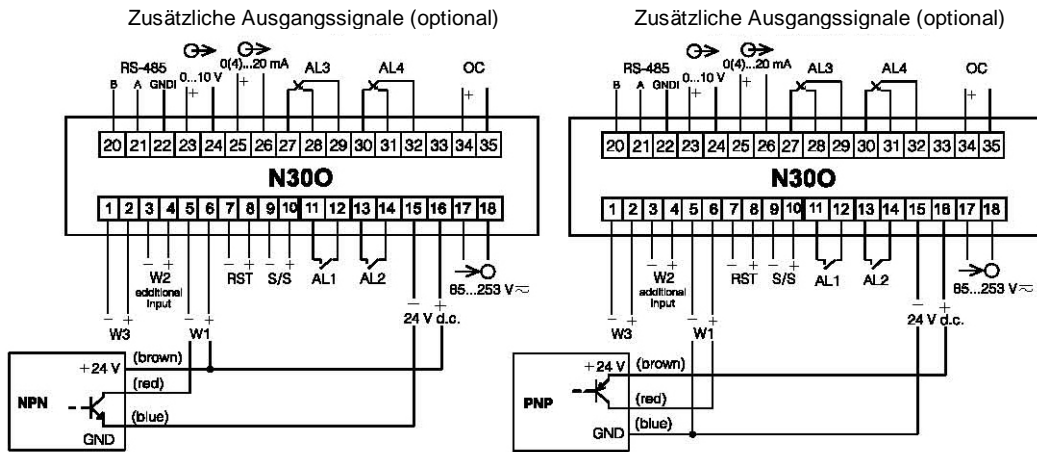 Zusätzliche Ausgangssignale (optional) Zusätzliche Ausgangssignale (optional)
RS-485 0...10 V 0(4)...20 mA AL3 AL4 OC
B A GNDI + + +
20 21 22 23 24 25 26 27 28 29 30 31 32 33 34 35
N30O
1 2 3 4 5 6 7 8 9 10 11 12 13 14 15 16 17 18
− + − + − + − +
W2 RST S/S AL1 AL2
additional
input
85...253 V
− + − + − +
W3 W1 24 V d.c.
+24 V (brown)
(red)
NPN
(blue)
GND
RS-485 0...10 V 0(4)...20 mA AL3 AL4 OC
B A GNDI + + +
20 21 22 23 24 25 26 27 28 29 30 31 32 33 34 35
N30O
1 2 3 4 5 6 7 8 9 10 11 12 13 14 15 16 17 18
− + − + − + − +
W2 RST S/S AL1 AL2
additional
input
85...253 V
− + − + − +
W3 W1 24 V d.c.
+24 V (brown)
PNP
(red)
GND (blue)